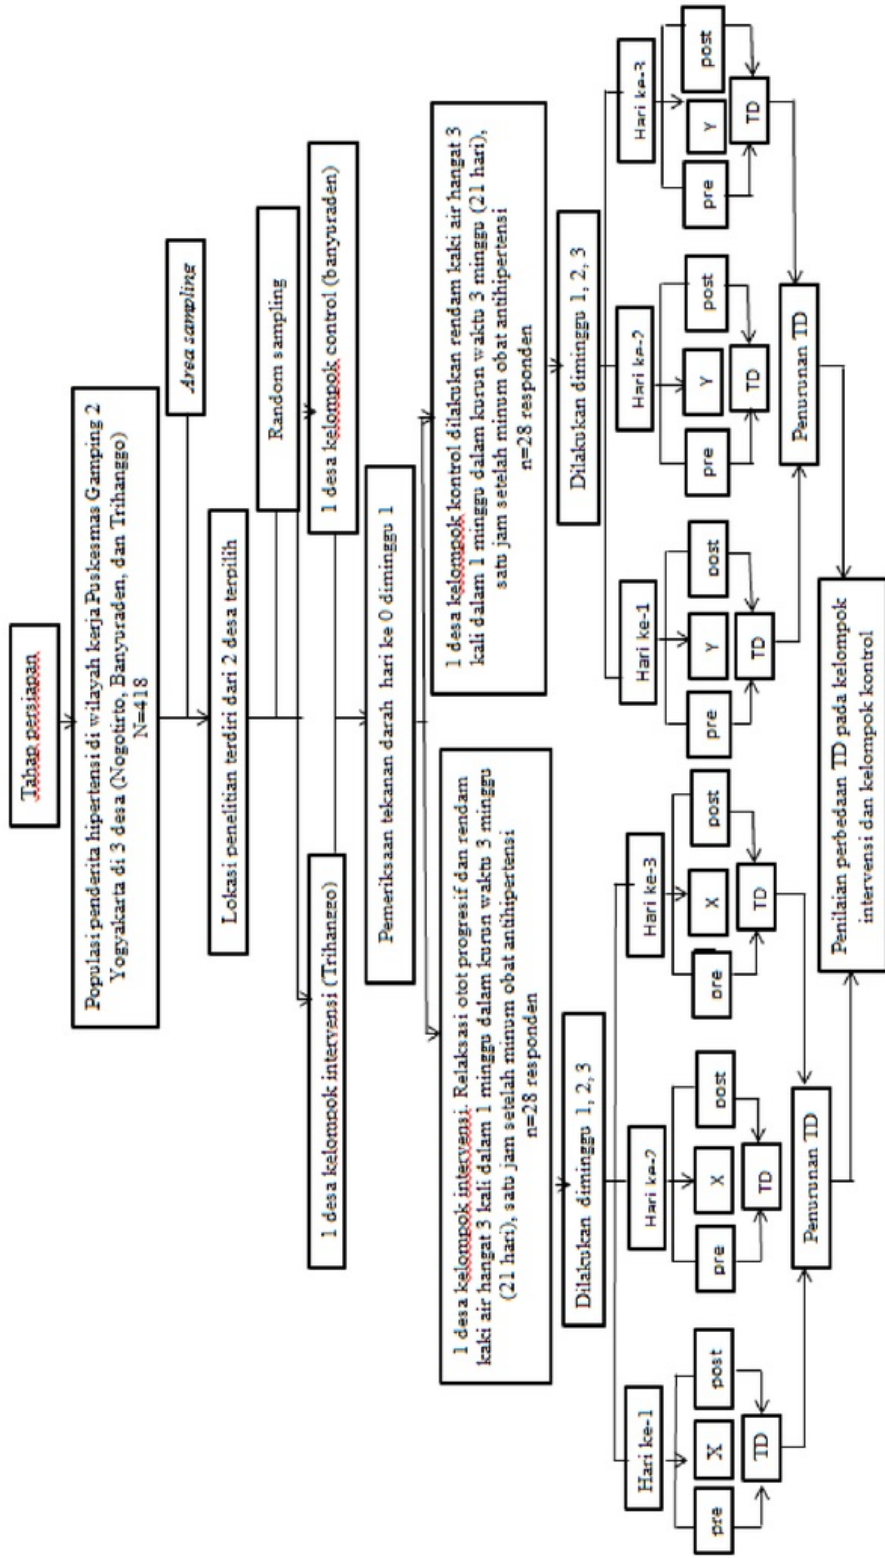 Tahap persiapan
Populasi penderita hipertensi di wilayah kerja Puskesmas Gamping 2
Yogyakarta di 3 desa (Nogotirto, Banyuraden, dan Trihanggo)
N=418
Area sampling
Lokasi penelitian terdiri dari 2 desa terpilih
Random sampling
1 desa kelompok intervensi (Trihanggo)
1 desa kelompok control (banyuraden)
Pemeriksaan tekanan darah hari ke 0 diminggu 1
1 desa kelompok intervensi. Relaksasi otot progresif dan rendam
kaki air hangat 3 kali dalam 1 minggu dalam kurun waktu 3 minggu
(21 hari), satu jam setelah minum obat antihipertensi
n=28 responden
1 desa kelompok kontrol dilakukan rendam kaki air hangat 3
kali dalam 1 minggu dalam kurun waktu 3 minggu (21 hari),
satu jam setelah minum obat antihipertensi
n=28 responden
Dilakukan diminggu 1, 2, 3
Dilakukan diminggu 1, 2, 3
Hari ke-1
Hari ke-2
Hari ke-3
Hari ke-1
Hari ke-2
Hari ke-3
pre
X
post
pre
X
post
pre
X
post
pre
Y
post
pre
Y
post
pre
Y
post
TD
TD
TD
TD
TD
TD
Penurunan TD
Penurunan TD
Penilaian perbedaan TD pada kelompok
intervensi dan kelompok kontrol